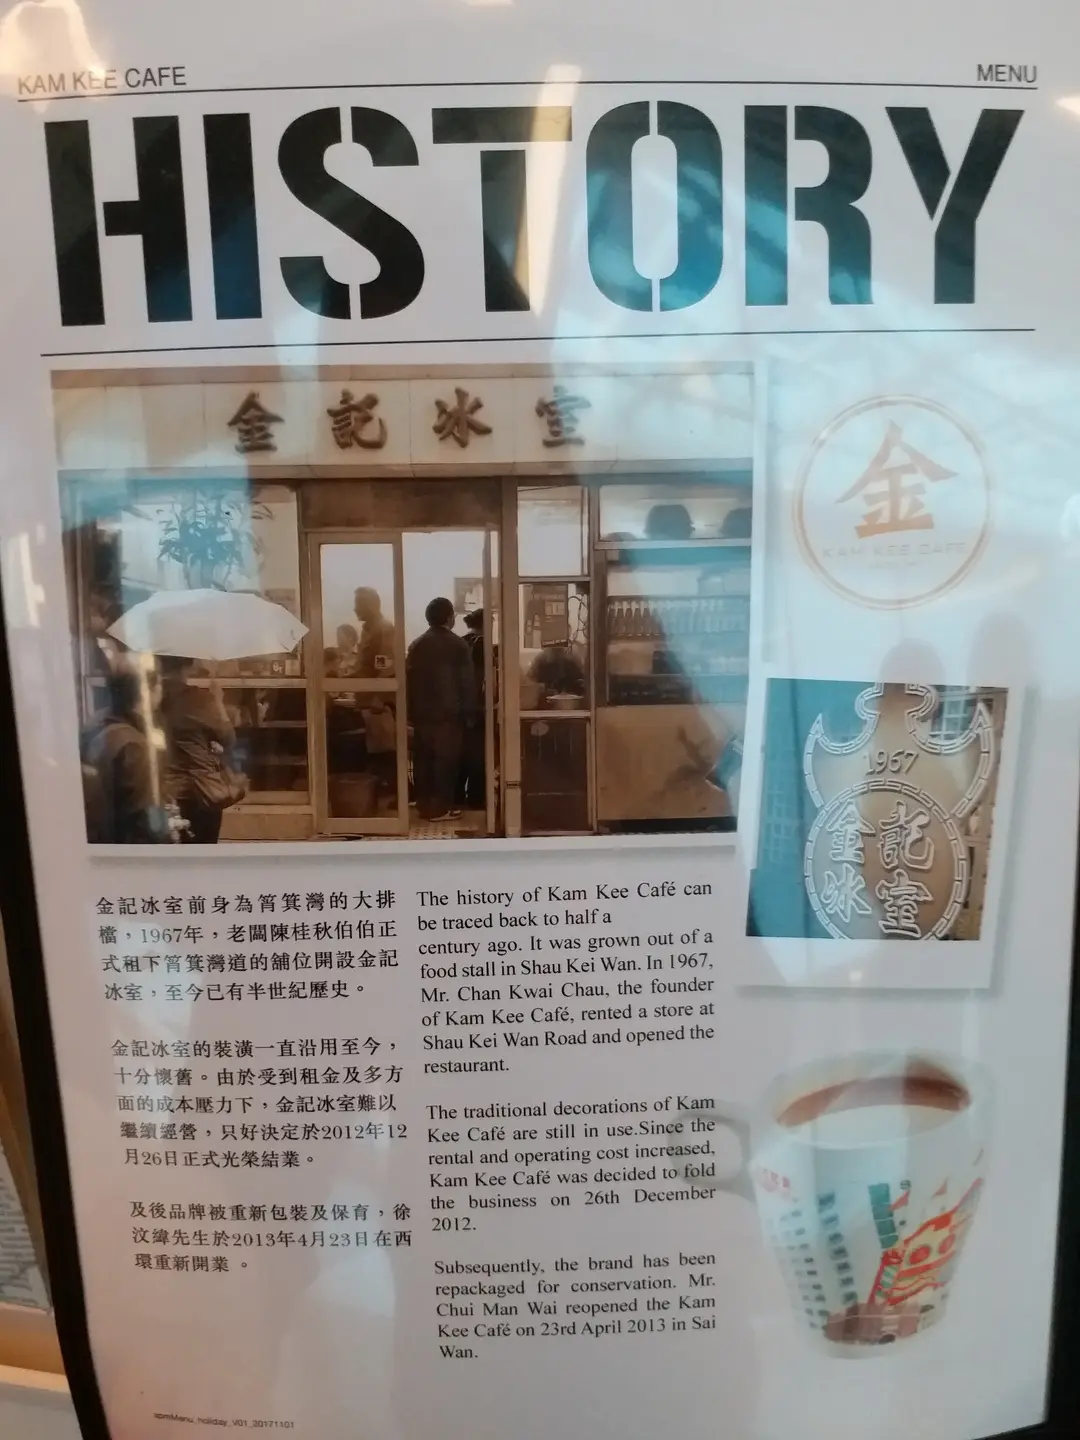 KAM KEE CAFE
MENU
HISTORY
金記冰室
金
KAM KEE CAFE
1967
金記
冰室
金記冰室前身為筲箕灣的大排
檔，1967年，老闆陳桂秋伯伯正
式租下筲箕灣道的舖位開設金記
冰室，至今已有半世紀歷史。
金記冰室的裝潢一直沿用至今，
十分懷舊。由於受到租金及多方
面的成本壓力下，金記冰室難以
繼續經營，只好決定於2012年12
月26日正式光榮結業。
及後品牌被重新包裝及保育，徐
汶緯先生於2013年4月23日在西
環重新開業 。
The history of Kam Kee Café can
be traced back to half a
century ago. It was grown out of a
food stall in Shau Kei Wan. In 1967,
Mr. Chan Kwai Chau, the founder
of Kam Kee Café, rented a store at
Shau Kei Wan Road and opened the
restaurant.
The traditional decorations of Kam
Kee Café are still in use.Since the
rental and operating cost increased,
Kam Kee Café was decided to fold
the business on 26th December
2012.
Subsequently, the brand has been
repackaged for conservation. Mr.
Chui Man Wai reopened the Kam
Kee Café on 23rd April 2013 in Sai
Wan.
apmMenu_holiday_V01_20171101